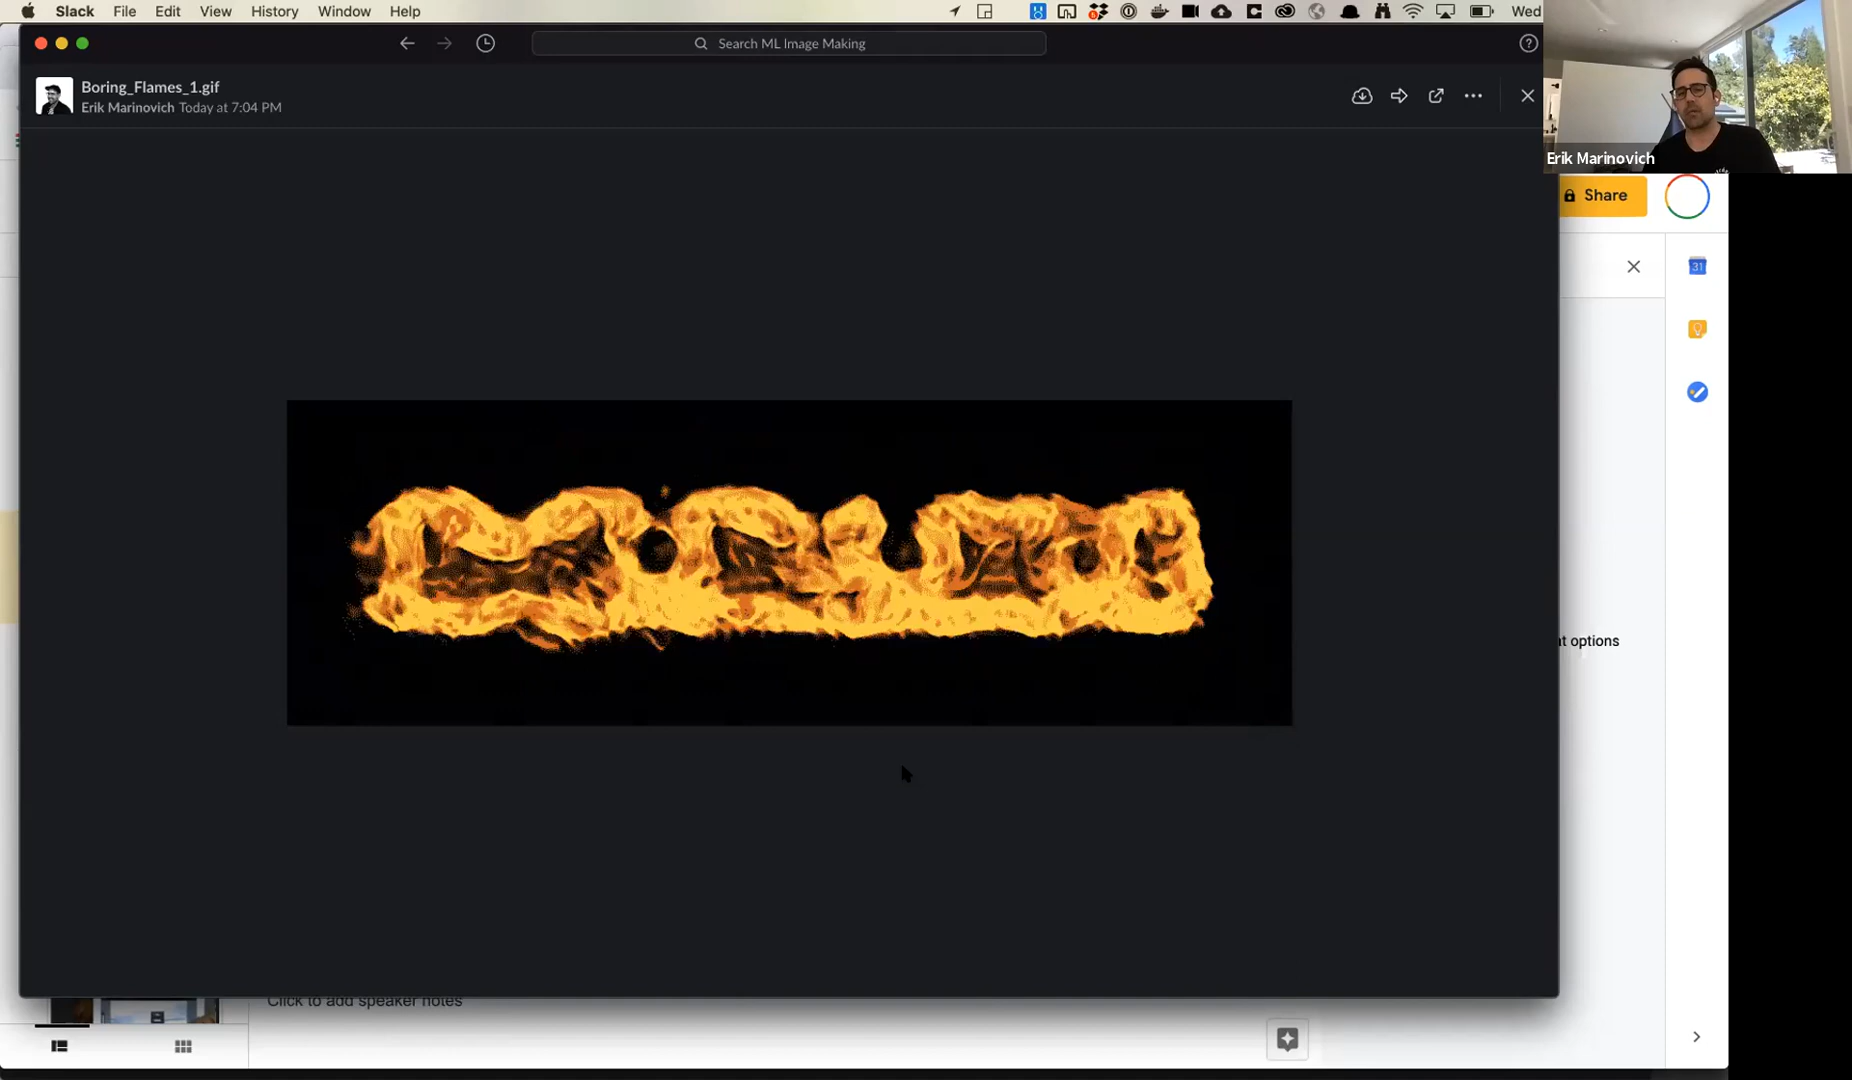 Slack File Edit View History Window Help Wed
Search ML Image Making
Boring_Flames_1.gif
Erik Marinovich Today at 7:04 PM
Erik Marinovich
Share
31
options
Click to add speaker notes